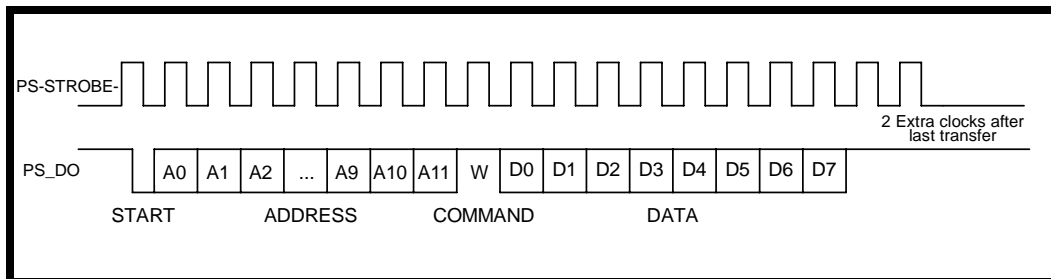 PS-STROBE-
2 Extra clocks after
last transfer
PS_DO
A0 A1 A2 ... A9 A10 A11 W D0 D1 D2 D3 D4 D5 D6 D7
START ADDRESS COMMAND DATA